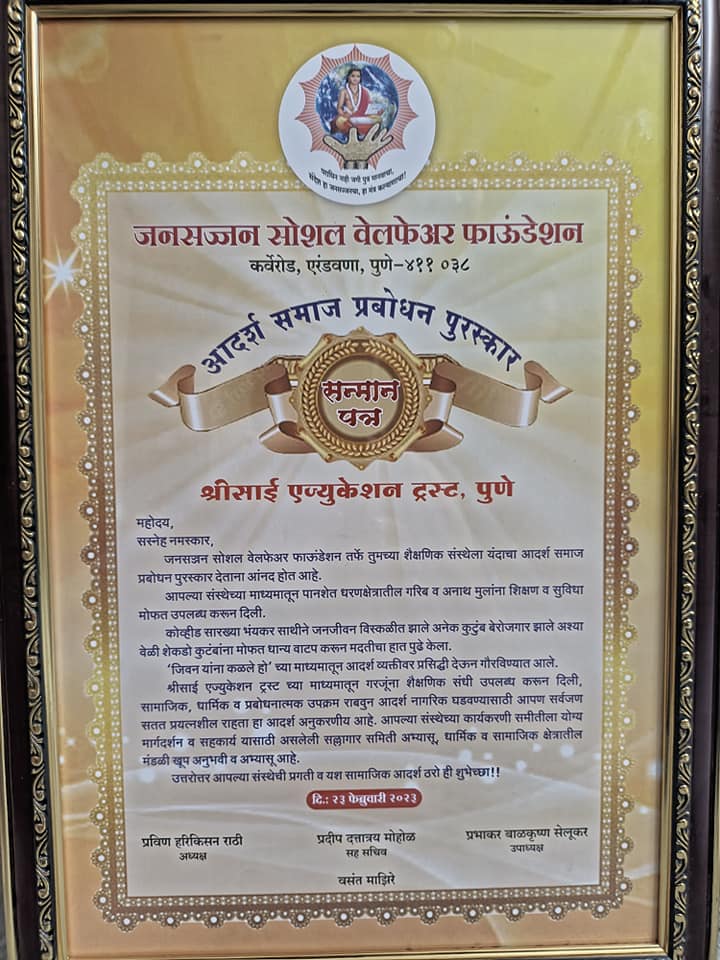 पराधिन नाही जगी पुत्र मानवाचा,
संदेश हा जनसज्जनचा, हा मंत्र कल्याणाचा!
जनसज्जन सोशल वेलफेअर फाऊंडेशन
कर्वेरोड, एरंडवणा, पुणे-४११ ०३८
आदर्श समाज प्रबोधन पुरस्कार
सन्मान
पत्र
श्रीसाई एज्युकेशन ट्रस्ट, पुणे
महोदय,
सस्नेह नमस्कार,
जनसज्जन सोशल वेलफेअर फाऊंडेशन तर्फे तुमच्या शैक्षणिक संस्थेला यंदाचा आदर्श समाज
प्रबोधन पुरस्कार देताना आंनद होत आहे.
आपल्या संस्थेच्या माध्यमातून पानशेत धरणक्षेत्रातील गरिब व अनाथ मुलांना शिक्षण व सुविधा
मोफत उपलब्ध करून दिली.
कोव्हीड सारख्या भंयकर साथीने जनजीवन विस्कळीत झाले अनेक कुटुंब बेरोजगार झाले अश्या
वेळी शेकडो कुटंबांना मोफत धान्य वाटप करून मदतीचा हात पुढे केला.
'जिवन यांना कळले हो' च्या माध्यमातून आदर्श व्यक्तीवर प्रसिद्धी देऊन गौरविण्यात आले.
श्रीसाई एज्युकेशन ट्रस्ट च्या माध्यमातून गरजूंना शैक्षणिक संधी उपलब्ध करून दिली,
सामाजिक, धार्मिक व प्रबोधनात्मक उपक्रम राबवुन आदर्श नागरिक घडवण्यासाठी आपण सर्वजण
सतत प्रयत्नशील राहता हा आदर्श अनुकरणीय आहे. आपल्या संस्थेच्या कार्यकरणी समीतीला योग्य
मार्गदर्शन व सहकार्य यासाठी असलेली सल्लागार समिती अभ्यासू, धार्मिक व सामाजिक क्षेत्रातील
मंडळी खूप अनुभवी व अभ्यासू आहे.
उत्तरोत्तर आपल्या संस्थेची प्रगती व यश सामाजिक आदर्श ठरो ही शुभेच्छा!!
दि.: २३ फेब्रुवारी २०२३
प्रविण हरिकिसन राठी
अध्यक्ष
प्रदीप दत्तात्रय मोहोळ
सह सचिव
प्रभाकर बाळकृष्ण सेलूकर
उपाध्यक्ष
वसंत माझिरे